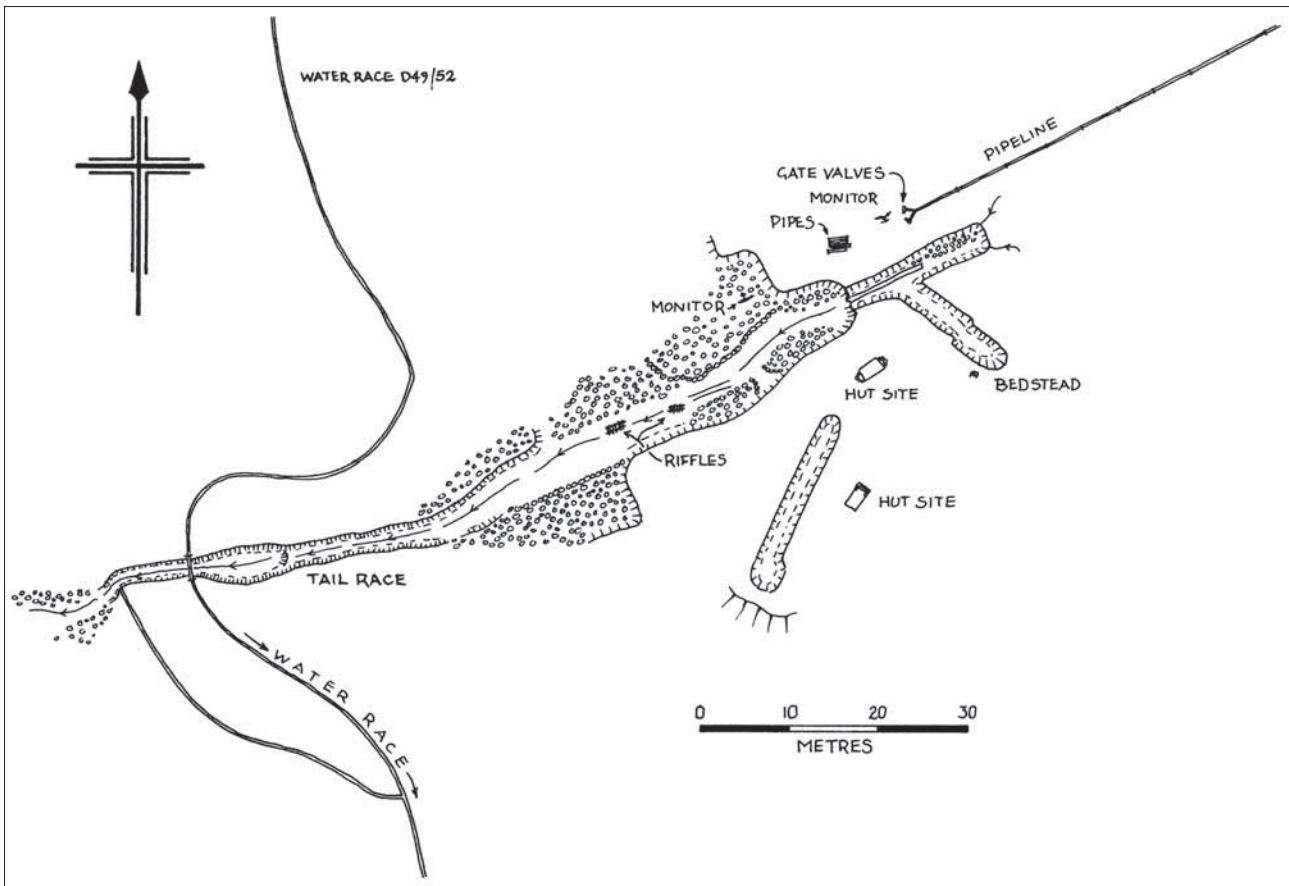 WATER RACE D49/52
PIPELINE
GATE VALVES
MONITOR
PIPES
MONITOR
HUT SITE
BEDSTEAD
RIFFLES
HUT SITE
TAIL RACE
WATER RACE
0 10 20 30
METRES